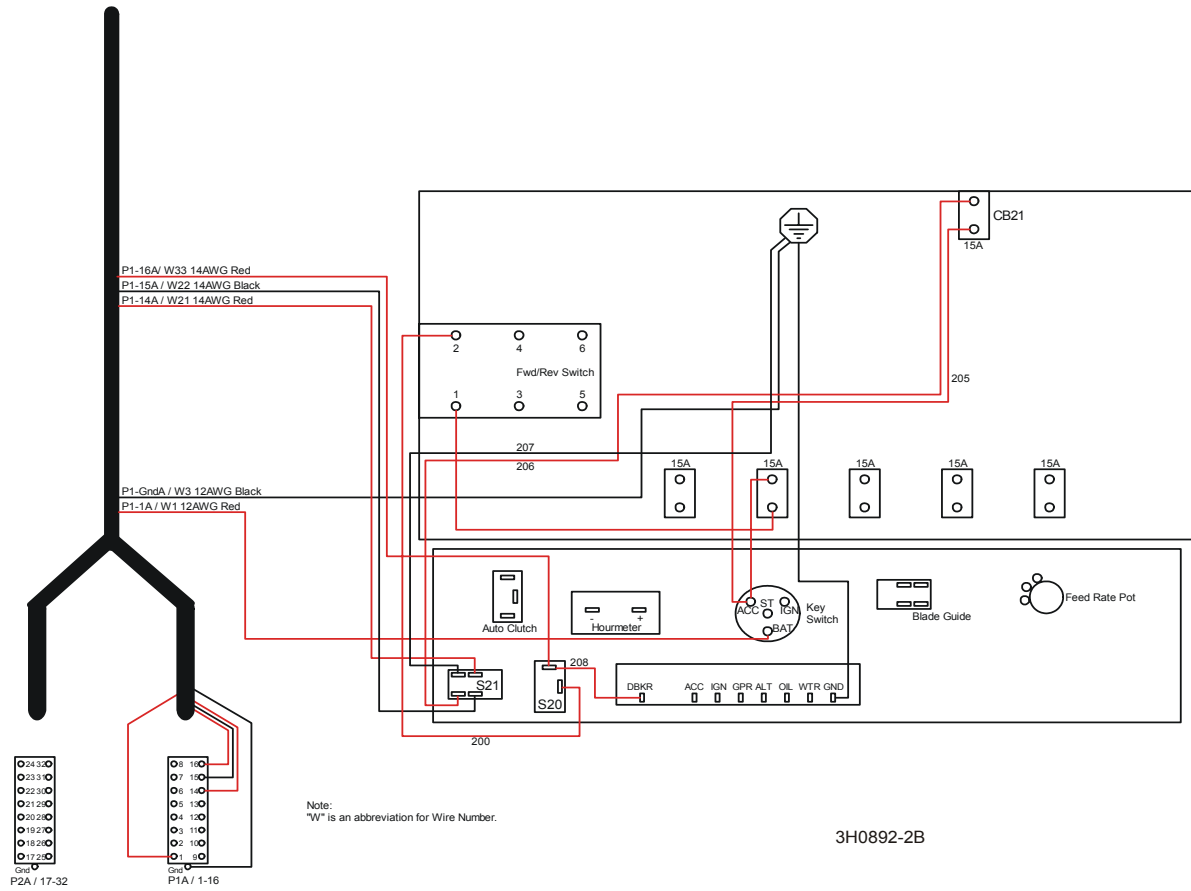 CB21
15A
P1-16A/ W33 14AWG Red
P1-15A / W22 14AWG Black
P1-14A / W21 14AWG Red
2 4 6
Fwd/Rev Switch
205
1 3 5
207
206
15A 15A 15A 15A 15A
P1-GndA / W3 12AWG Black
P1-1A / W1 12AWG Red
ST
ACC IGN
BAT
Key
Switch
Feed Rate Pot
Blade Guide
Auto Clutch
- +
Hourmeter
S21
S20
208
DBKR ACC IGN GPR ALT OIL WTR GND
200
24 32
23 31
22 30
21 29
20 28
19 27
18 26
17 25
Gnd
P2A / 17-32
8 16
7 15
6 14
5 13
4 12
3 11
2 10
1 9
Gnd
P1A / 1-16
Note:
"W" is an abbreviation for Wire Number.
3H0892-2B